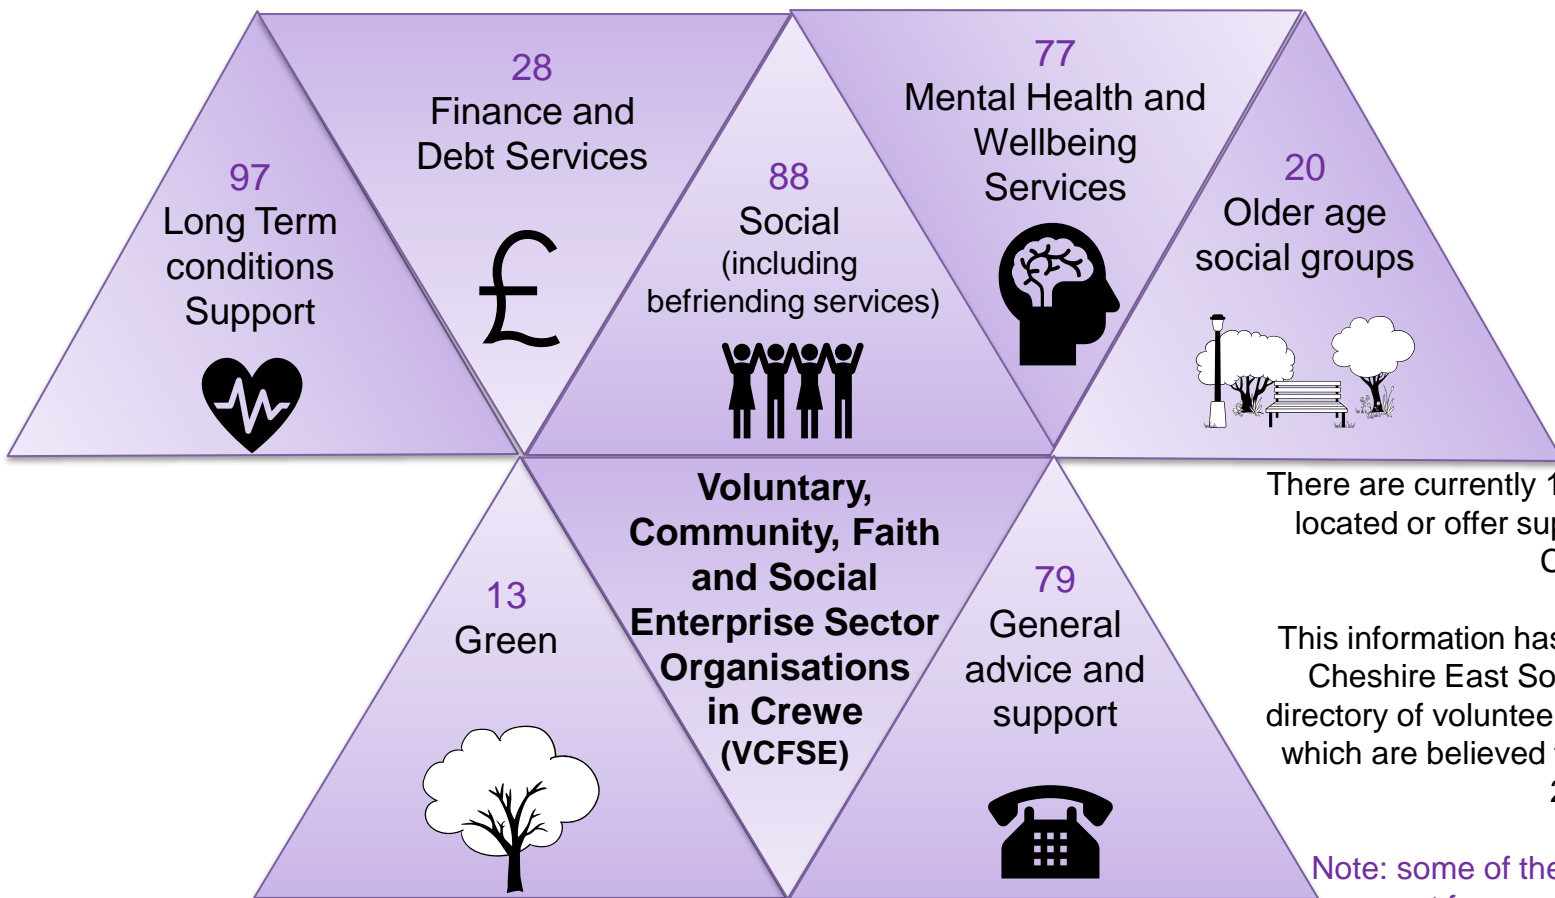 97
Long Term
conditions
Support
28
Finance and
Debt Services
£
88
Social
(including
befriending services)
77
Mental Health and
Wellbeing
Services
20
Older age
social groups
13
Green
Voluntary,
Community, Faith
and Social
Enterprise Sector
Organisations
in Crewe
(VCFSE)
79
General
advice and
support
There are currently
located or offer
This information has
Cheshire East
directory of
which are believed
Note: some of the